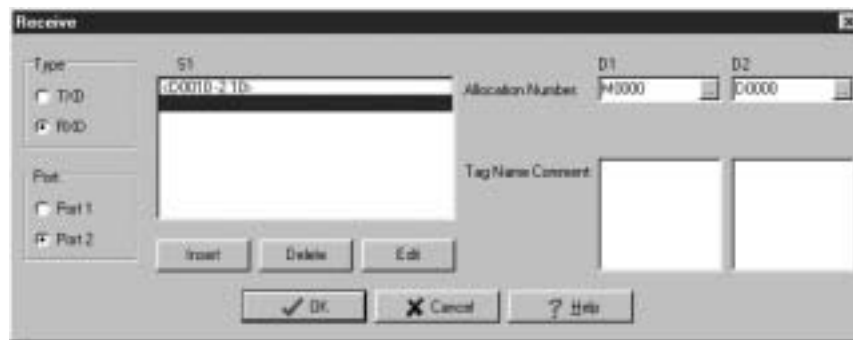 Receive
Type
TXD
RXD
Port
Port 1
Port 2
S1
<D0010-2 10>
Insert
Delete
Edit
D1
D2
Allocation Number:
M0000
...
D0000
...
Tag Name Comment:
OK
Cancel
? Help